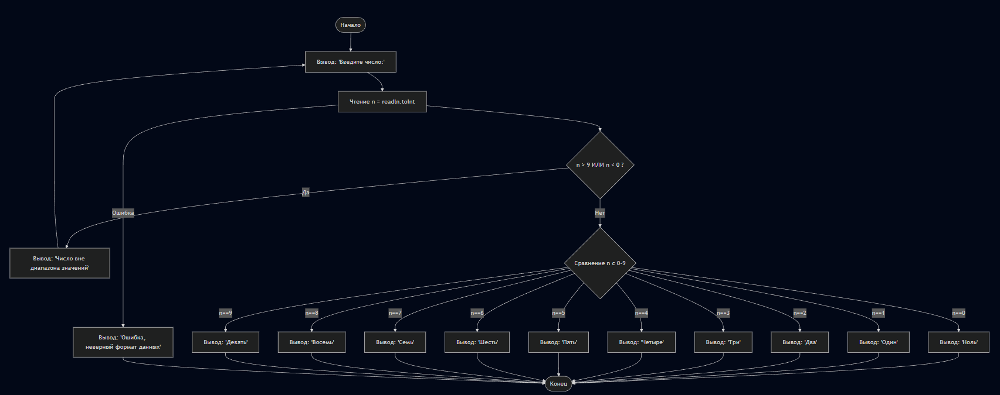 Начало
Вывод: 'Введите число:'
Чтение n = readln.toInt
n > 9 ИЛИ n < 0 ?
Да
Ошибка
Нет
Вывод: 'Число вне
диапазона значений'
Сравнение n с 0-9
n==9
n==8
n==7
n==6
n==5
n==4
n==3
n==2
n==1
n==0
Вывод: 'Ошибка,
неверный формат данных'
Вывод: 'Девять'
Вывод: 'Восемь'
Вывод: 'Семь'
Вывод: 'Шесть'
Вывод: 'Пять'
Вывод: 'Четыре'
Вывод: 'Три'
Вывод: 'Два'
Вывод: 'Один'
Вывод: 'Ноль'
Конец